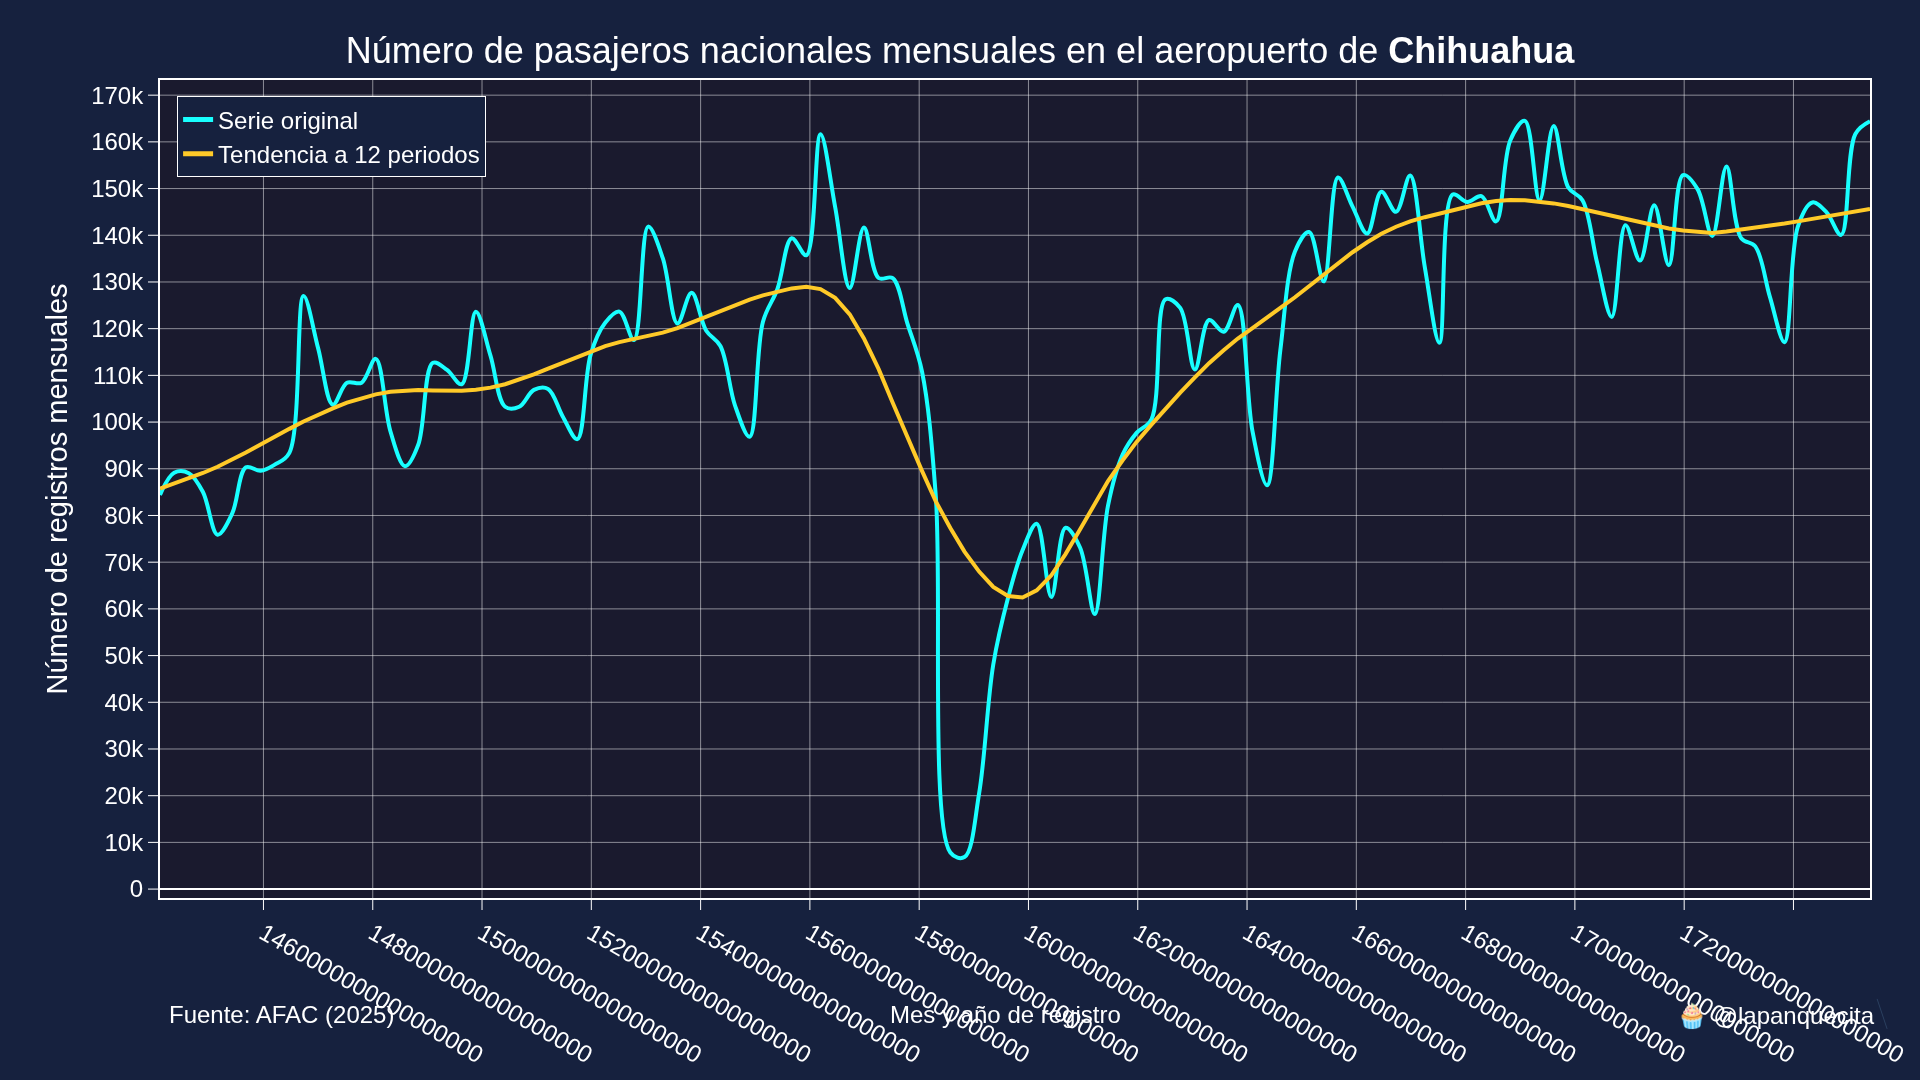 Número de pasajeros nacionales mensuales en el aeropuerto de Chihuahua
Serie original
Tendencia a 12 periodos
Número de registros mensuales
170k
160k
150k
140k
130k
120k
110k
100k
90k
80k
70k
60k
50k
40k
30k
20k
10k
0
1460000000000000000
1480000000000000000
1500000000000000000
1520000000000000000
1540000000000000000
1560000000000000000
1580000000000000000
1600000000000000000
1620000000000000000
1640000000000000000
1660000000000000000
1680000000000000000
1700000000000000000
1720000000000000000
Fuente: AFAC (2025)
Mes y año de registro
🧁 @lapanquecita